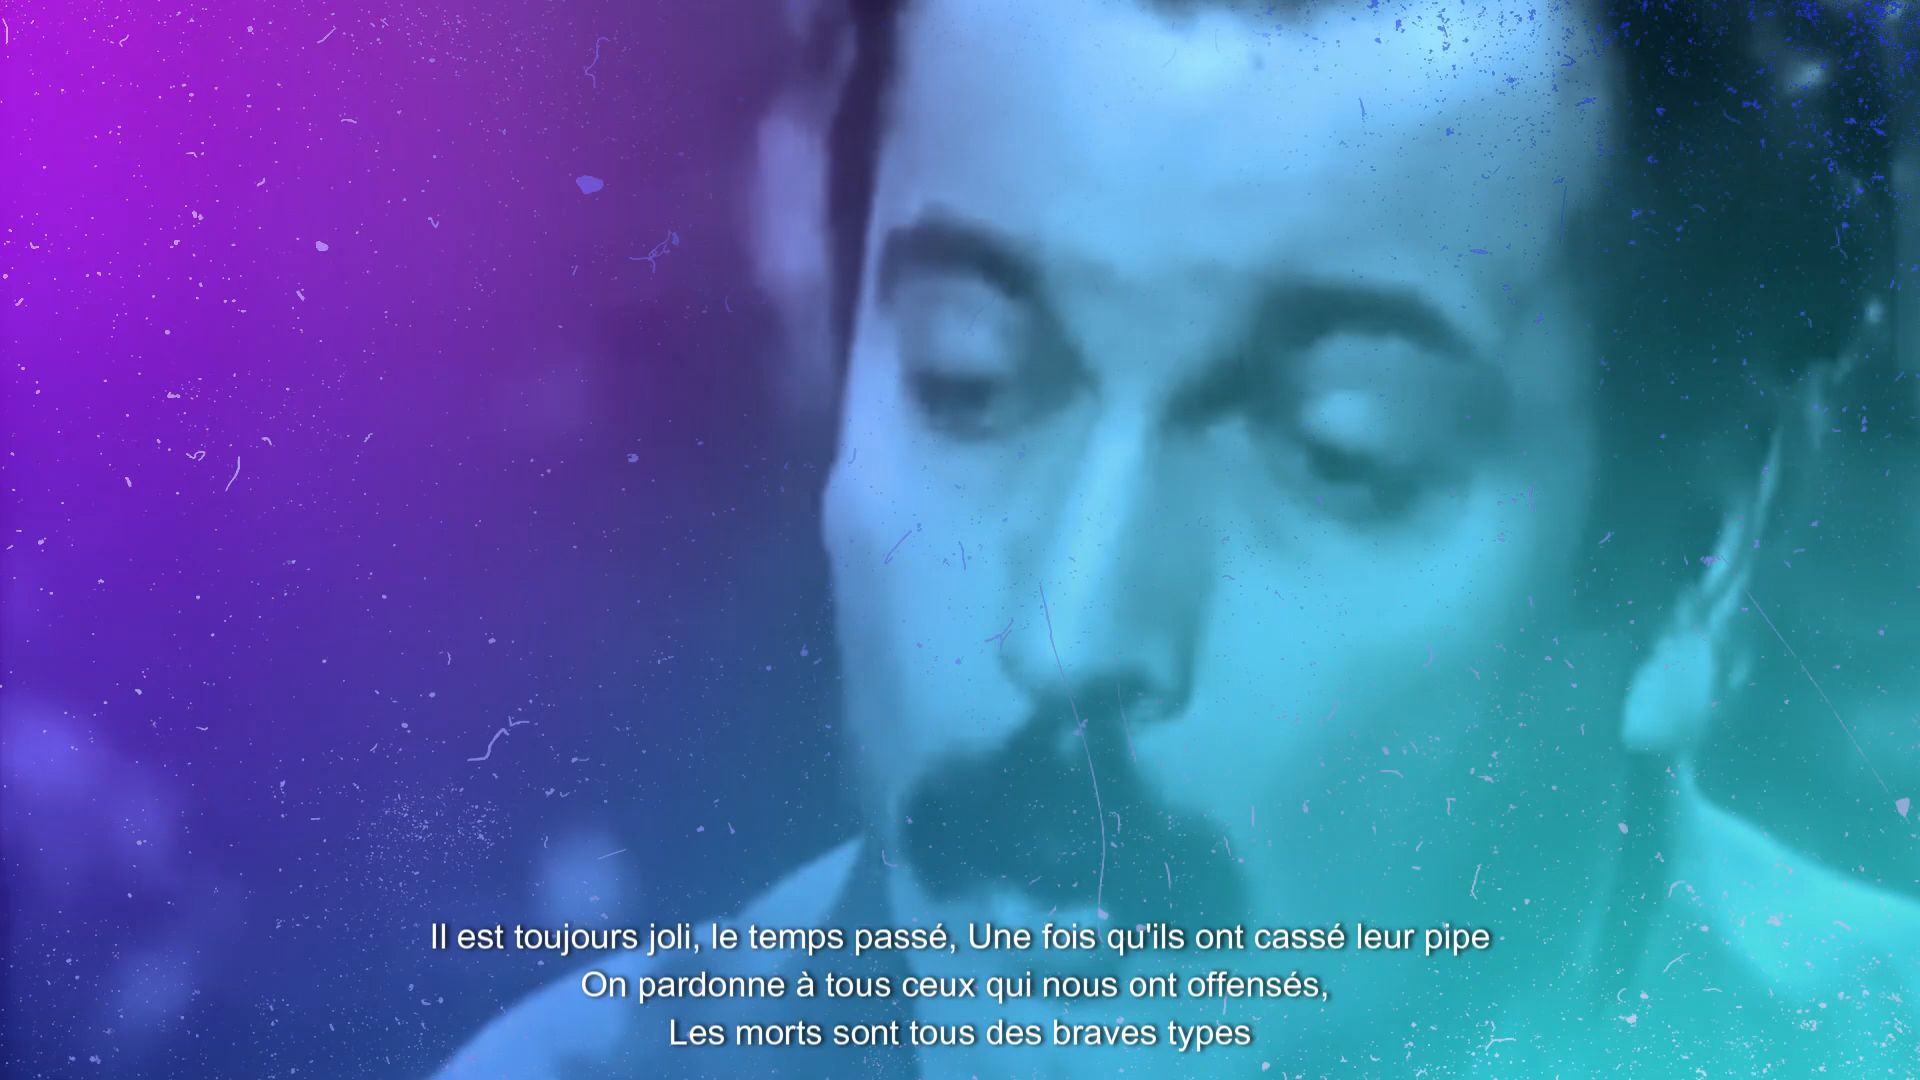 Il est toujours joli, le temps passé, Une fois qu'ils ont cassé leur pipe
On pardonne à tous ceux qui nous ont offensés,
Les morts sont tous des braves types